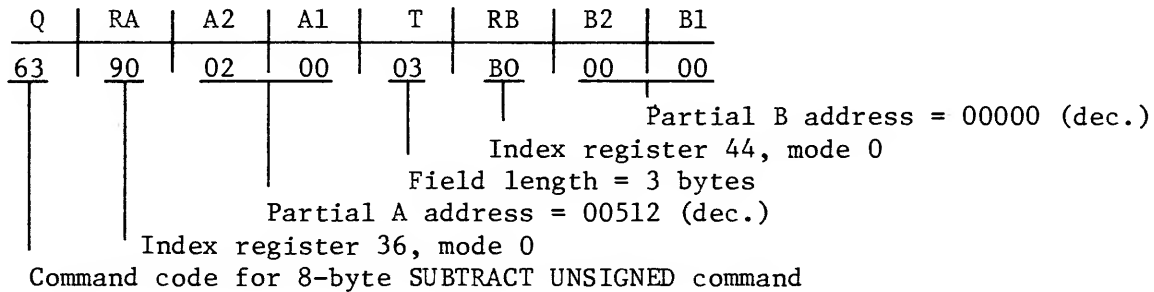 Q RA A2 A1 T RB B2 B1
63 90 02 00 03 B0 00 00
Partial B address = 00000 (dec.)
Index register 44, mode 0
Field length = 3 bytes
Partial A address = 00512 (dec.)
Index register 36, mode 0
Command code for 8-byte SUBTRACT UNSIGNED command